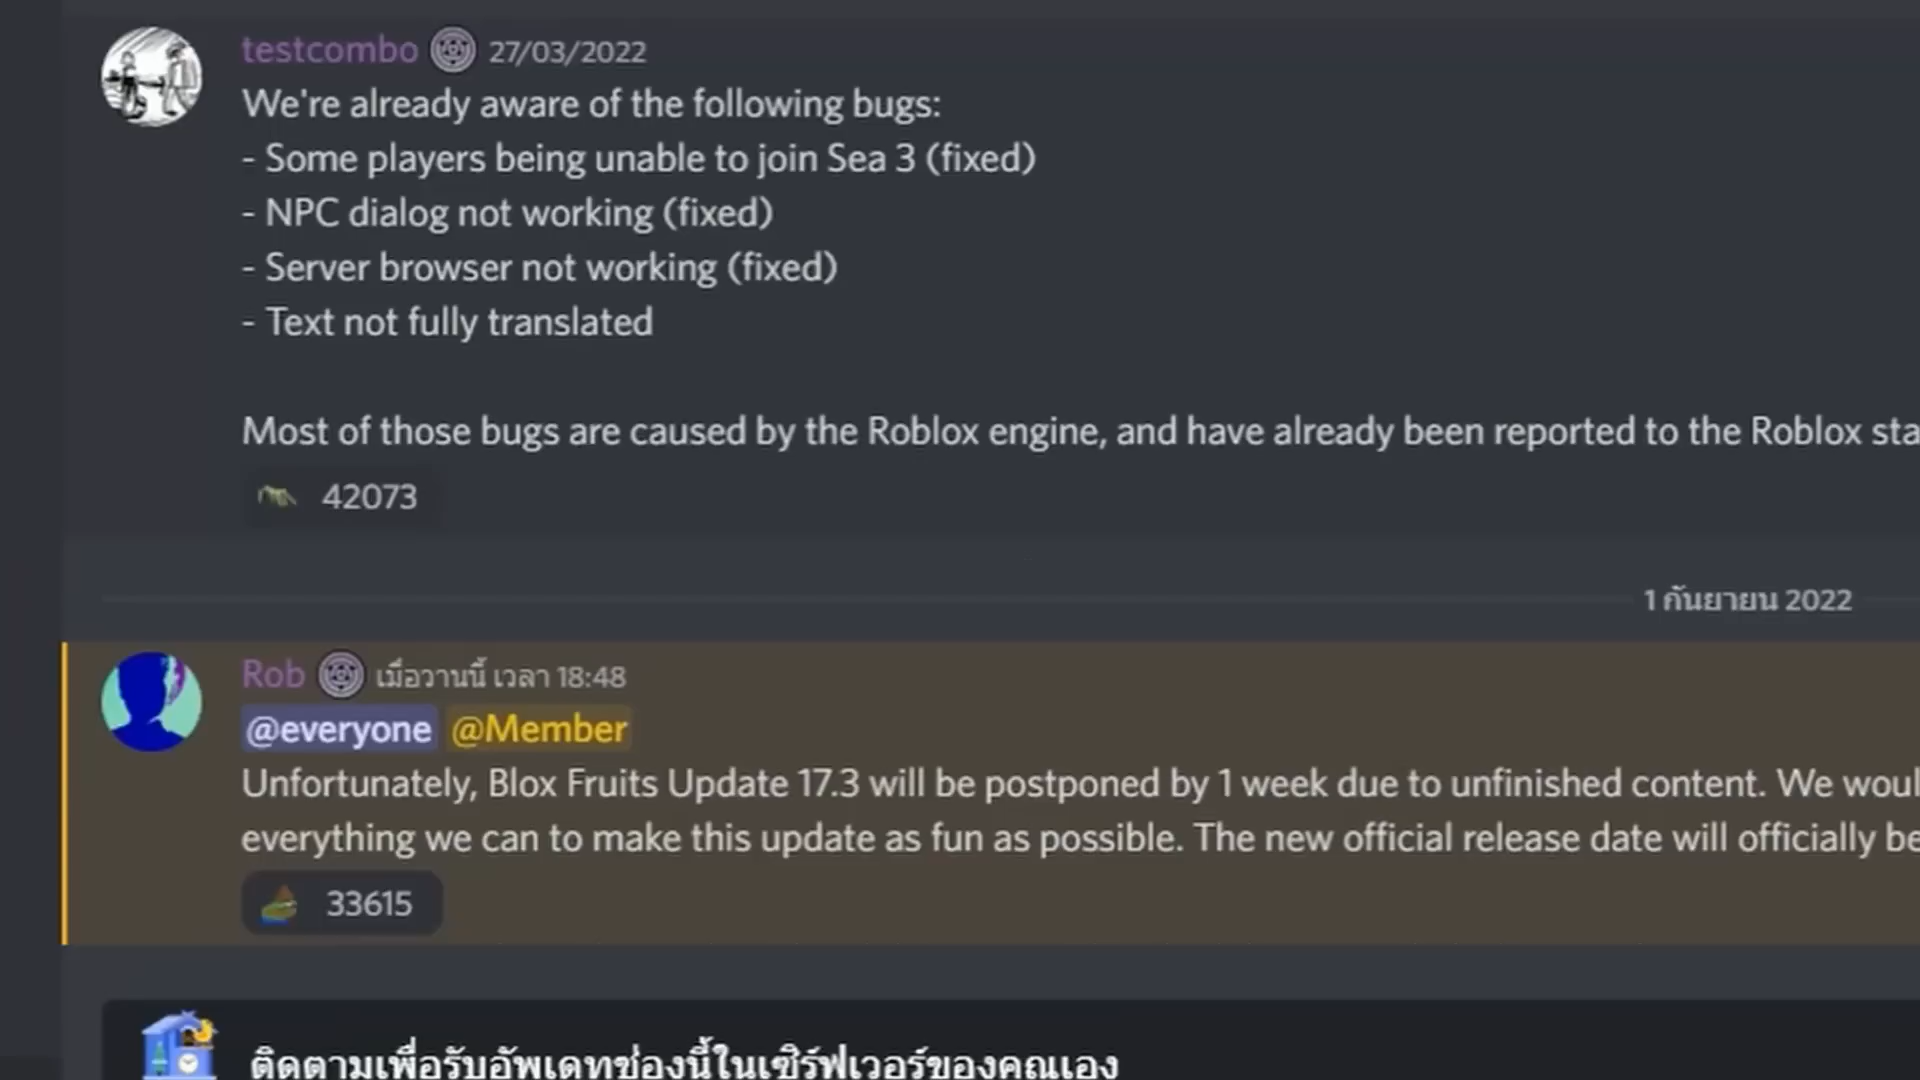 testcombo 27/03/2022
We're already aware of the following bugs:
- Some players being unable to join Sea 3 (fixed)
- NPC dialog not working (fixed)
- Server browser not working (fixed)
- Text not fully translated
Most of those bugs are caused by the Roblox engine, and have already been reported to the Roblox sta
42073
1 กันยายน 2022
Rob เมื่อวานนี้ เวลา 18:48
@everyone @Member
Unfortunately, Blox Fruits Update 17.3 will be postponed by 1 week due to unfinished content. We woul
everything we can to make this update as fun as possible. The new official release date will officially be
33615
ติดตามเพื่อรับอัพเดทช่องนี้ในเซิร์ฟเวอร์ของคุณเอง